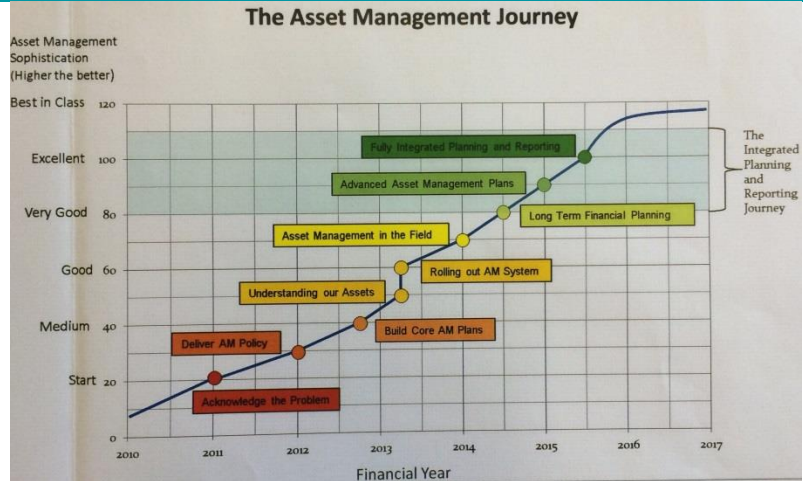 The Asset Management Journey
Asset Management
Sophistication
(Higher the better)
Best in Class 120
Fully Integrated Planning and Reporting
Excellent 100
Advanced Asset Management Plans
The
Integrated
Planning
and
Reporting
Journey
Very Good 80
Long Term Financial Planning
Asset Management in the Field
Good 60
Rolling out AM System
Understanding our Assets
Medium 40
Build Core AM Plans
Deliver AM Policy
Start 20
Acknowledge the Problem
0
2010 2011 2012 2013 2014 2015 2016 2017
Financial Year